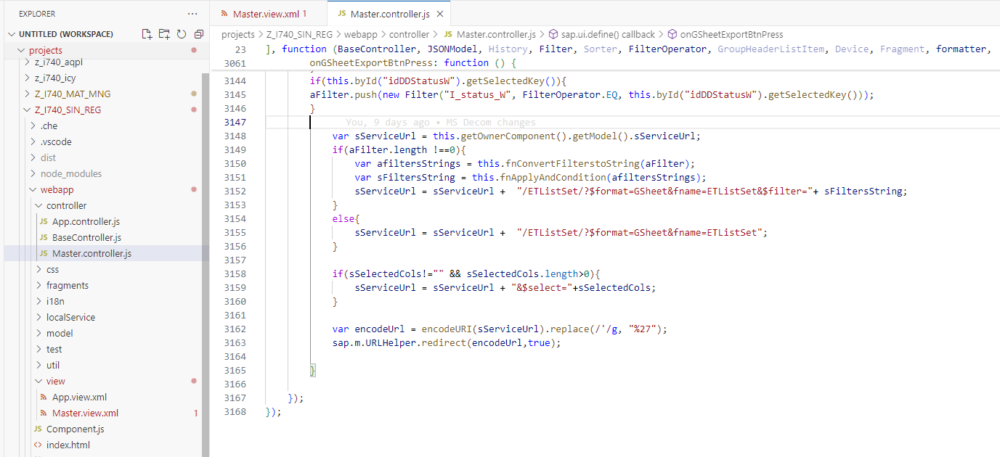 EXPLORER
UNTITLED (WORKSPACE)
projects
z_i740_aqpl
z_i740_icy
Z_I740_MAT_MNG
Z_I740_SIN_REG
.che
.vscode
dist
node_modules
webapp
controller
JS App.controller.js
JS BaseController.js
JS Master.controller.js
css
fragments
i18n
localService
model
test
util
view
App.view.xml
Master.view.xml 1
JS Component.js
<> index.html
Master.view.xml 1
JS Master.controller.js
projects > Z_I740_SIN_REG > webapp > controller > JS Master.controller.js > sap.ui.define() callback > onGSheetExportBtnPress
23 ], function (BaseController, JSONModel, History, Filter, Sorter, FilterOperator, GroupHeaderListItem, Device, Fragment, formatter,
3061 onGSheetExportBtnPress: function () {
3144 if(this.byId("idDDStatusW").getSelectedKey()){
3145 aFilter.push(new Filter("I_status_W", FilterOperator.EQ, this.byId("idDDStatusW").getSelectedKey()));
3146 }
3147 You, 9 days ago • MS Decom changes
3148 var sServiceUrl = this.getOwnerComponent().getModel().sServiceUrl;
3149 if(aFilter.length !==0){
3150 var afiltersStrings = this.fnConvertFilterstoString(aFilter);
3151 var sFiltersString = this.fnApplyAndCondition(afiltersStrings);
3152 sServiceUrl = sServiceUrl + "/ETListSet/?$format=GSheet&fname=ETListSet&$filter="+ sFiltersString;
3153 }
3154 else{
3155 sServiceUrl = sServiceUrl + "/ETListSet/?$format=GSheet&fname=ETListSet";
3156 }
3157
3158 if(sSelectedCols!="" && sSelectedCols.length>0){
3159 sServiceUrl = sServiceUrl + "&$select="+sSelectedCols;
3160 }
3161
3162 var encodeUrl = encodeURI(sServiceUrl).replace(/'/g, "%27");
3163 sap.m.URLHelper.redirect(encodeUrl,true);
3164
3165 }
3166
3167 });
3168 });